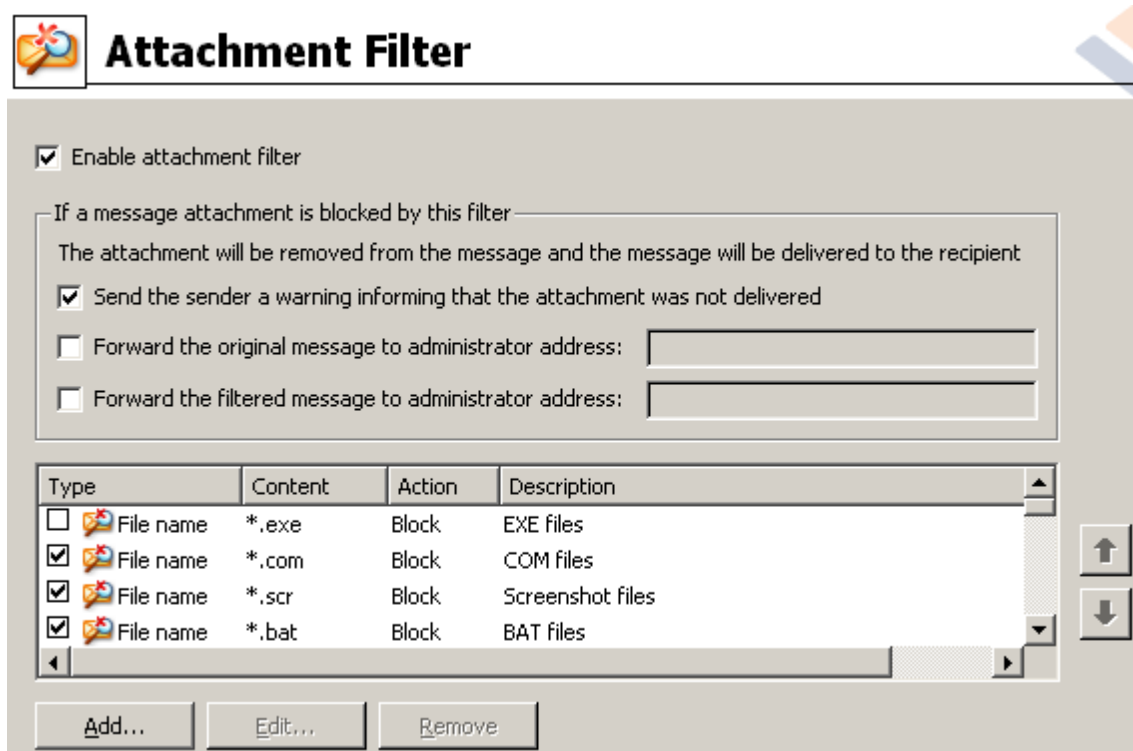 Attachment Filter
Enable attachment filter
If a message attachment is blocked by this filter
The attachment will be removed from the message and the message will be delivered to the recipient
Send the sender a warning informing that the attachment was not delivered
Forward the original message to administrator address:
Forward the filtered message to administrator address:
Type Content Action Description
File name *.exe Block EXE files
File name *.com Block COM files
File name *.scr Block Screenshot files
File name *.bat Block BAT files
Add... Edit... Remove